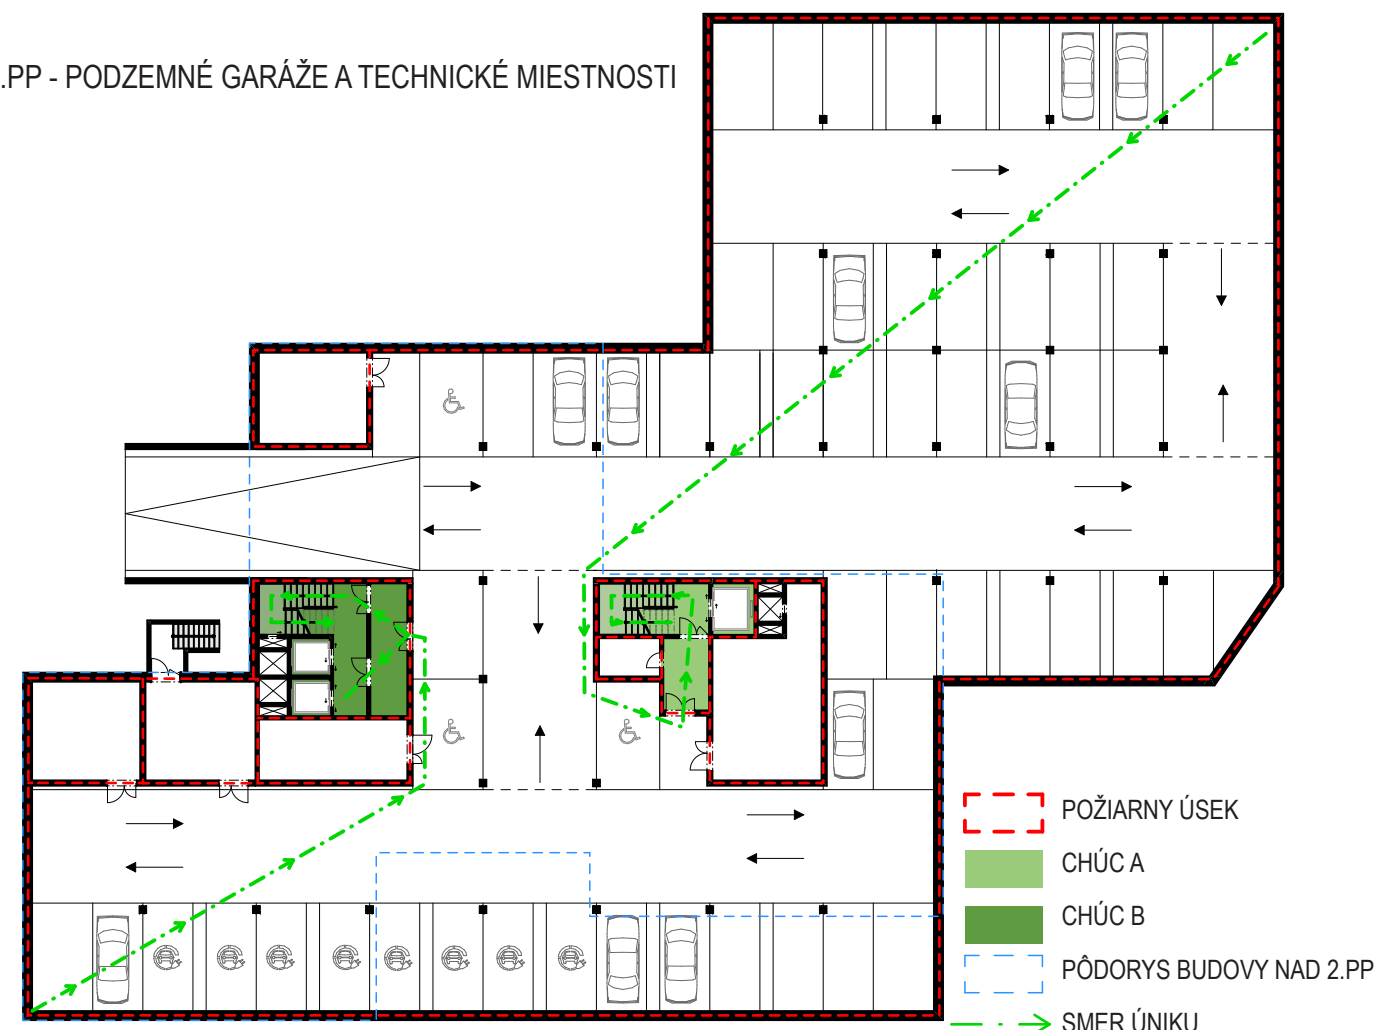 .PP - PODZEMNÉ GARÁŽE A TECHNICKÉ MIESTNOSTI
POŽIARNY ÚSEK
CHÚC A
CHÚC B
PÔDORYS BUDOVY NAD 2.PP
SMER ÚNIKU